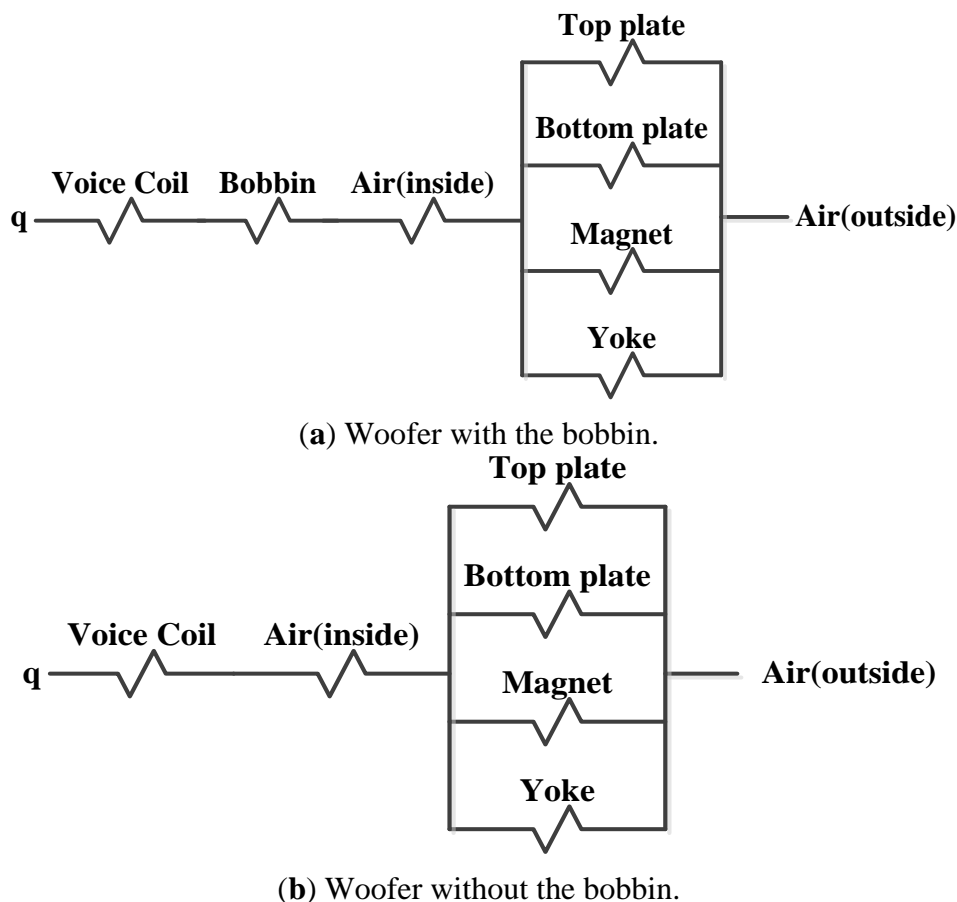 Top plate
Bottom plate
Voice Coil Bobbin Air(inside)
q
Air(outside)
Magnet
Yoke
(a) Woofer with the bobbin.
Top plate
Bottom plate
Voice Coil Air(inside)
q
Air(outside)
Magnet
Yoke
(b) Woofer without the bobbin.